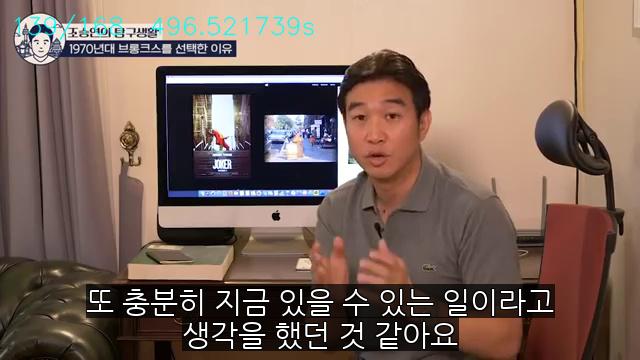 139/168, 496.521739s
조승연의 탐구생활
1970년대 브롱크스를 선택한 이유
JOKER
또 충분히 지금 있을 수 있는 일이라고
생각을 했던 것 같아요